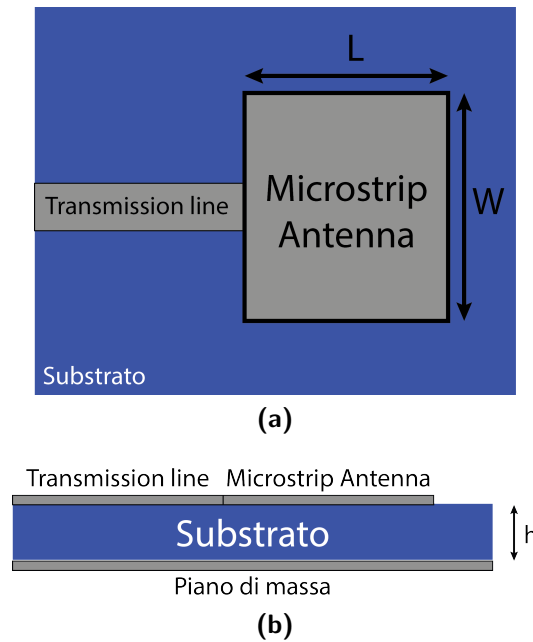 L
Transmission line
Microstrip
Antenna
W
Substrato
(a)
Transmission line Microstrip Antenna
Substrato
h
Piano di massa
(b)